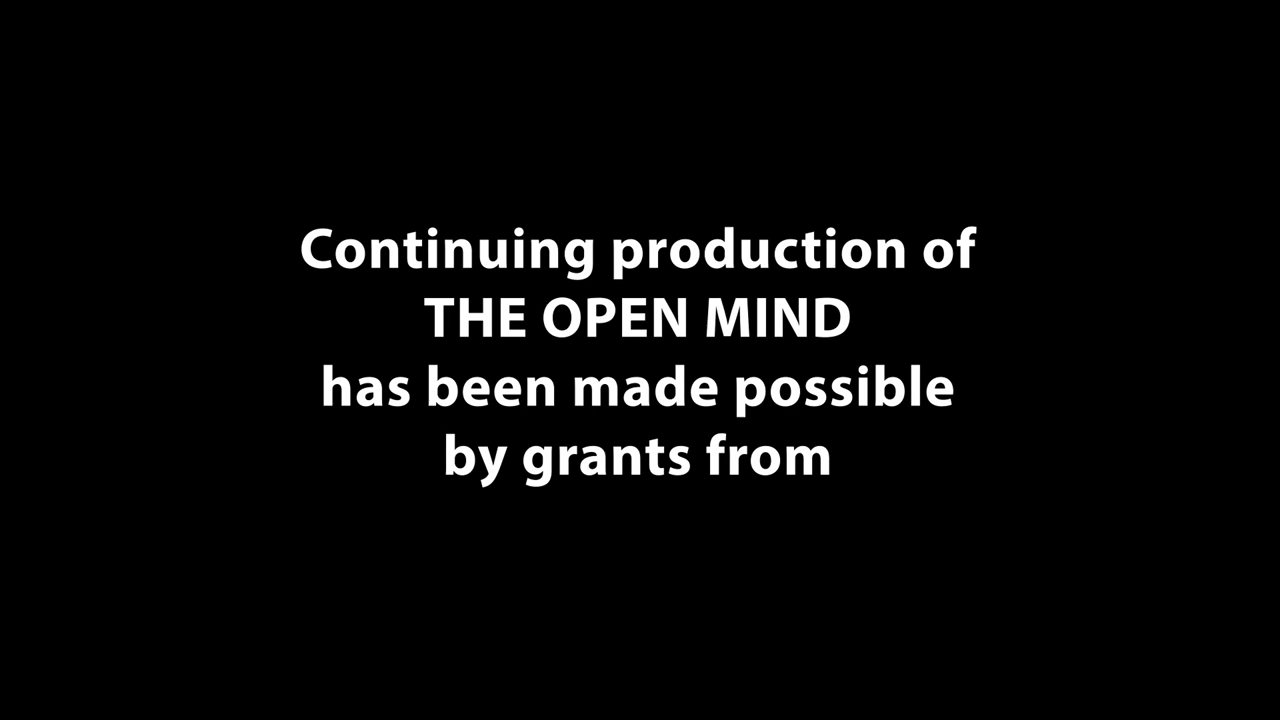 Continuing production of
THE OPEN MIND
has been made possible
by grants from